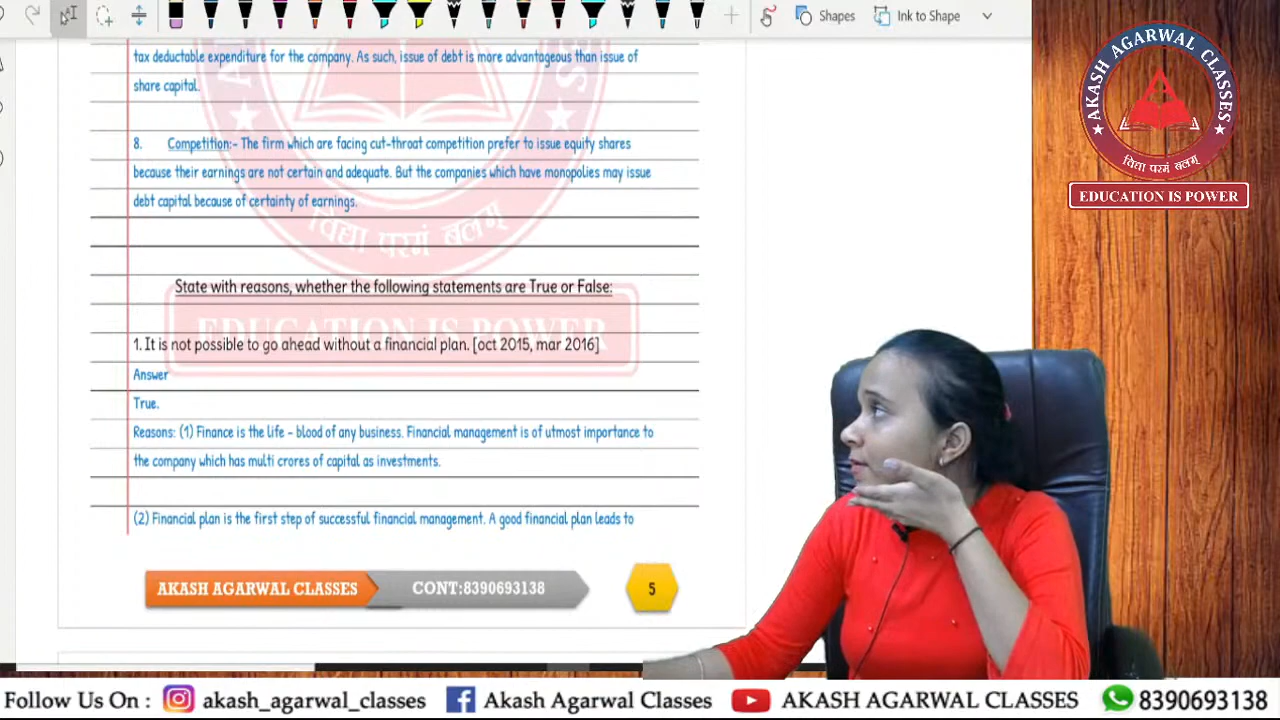 Shapes
Ink to Shape
tax deductable expenditure for the company. As such, issue of debt is more advantageous than issue of
share capital.
8. Competition:- The firm which are facing cut-throat competition prefer to issue equity shares
because their earnings are not certain and adequate. But the companies which have monopolies may issue
debt capital because of certainty of earnings.
विद्या परमं बलम्
State with reasons, whether the following statements are True or False:
EDUCATION IS POWER
1. It is not possible to go ahead without a financial plan. [oct 2015, mar 2016]
Answer
True.
Reasons: (1) Finance is the life - blood of any business. Financial management is of utmost importance to
the company which has multi crores of capital as investments.
(2) Financial plan is the first step of successful financial management. A good financial plan leads to
AKASH AGARWAL CLASSES
CONT:8390693138
5
AKASH AGARWAL CLASSES
विद्या परमं बलम्
EDUCATION IS POWER
Follow Us On :
akash_agarwal_classes
Akash Agarwal Classes
AKASH AGARWAL CLASSES
8390693138